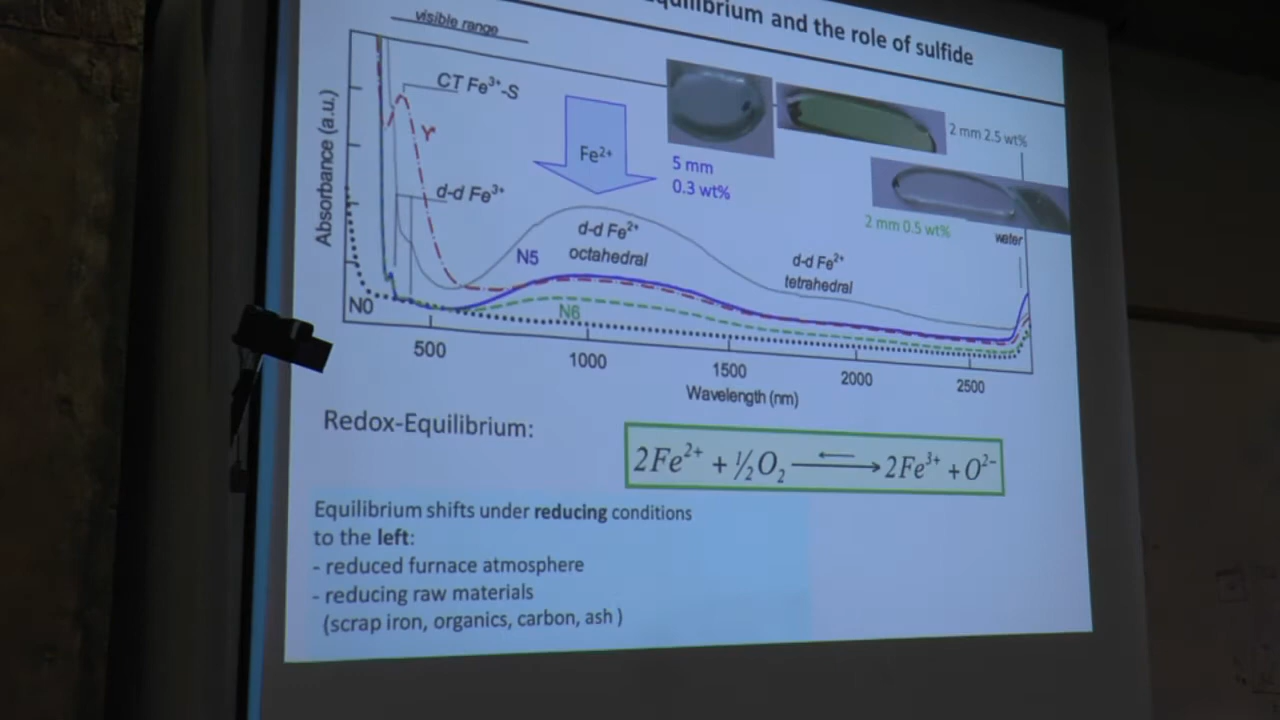 and the role of sulfide
visible range
CT Fe³⁺-S
Y
d-d Fe³⁺
Fe²⁺
5 mm
0.3 wt%
2 mm 2.5 wt%
2 mm 0.5 wt%
water
d-d Fe²⁺
octahedral
d-d Fe²⁺
tetrahedral
N5
N6
N0
Absorbance (a.u.)
500 1000 1500 2000 2500
Wavelength (nm)
Redox-Equilibrium:
2Fe²⁺ + ½O₂ ⟵⟶ 2Fe³⁺ + O²⁻
Equilibrium shifts under reducing conditions
to the left:
- reduced furnace atmosphere
- reducing raw materials
(scrap iron, organics, carbon, ash )